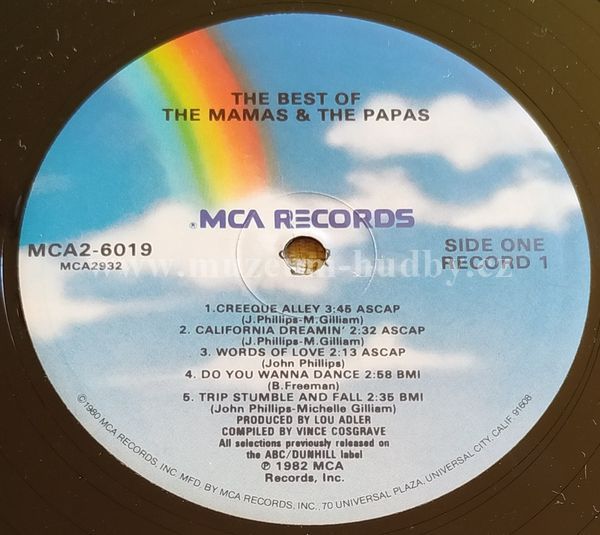 THE BEST OF
THE MAMAS & THE PAPAS
® MCA RECORDS
MCA2-6019
MCA2932
SIDE ONE
RECORD 1
www.muzeum-hudby.cz
1.CREEQUE ALLEY 3:45 ASCAP
(J.Phillips-M.Gilliam)
2. CALIFORNIA DREAMIN' 2:32 ASCAP
(J.Phillips-M.Gilliam)
3. WORDS OF LOVE 2:13 ASCAP
(John Phillips)
4. DO YOU WANNA DANCE 2:58 BMI
(B.Freeman)
5. TRIP STUMBLE AND FALL 2:35 BMI
(John Phillips-Michelle Gilliam)
PRODUCED BY LOU ADLER
COMPILED BY VINCE COSGRAVE
All selections previously released on
the ABC/DUNHILL label
℗ 1982 MCA
Records, Inc.
©1980 MCA RECORDS, INC. MFD. BY MCA RECORDS, INC., 70 UNIVERSAL PLAZA, UNIVERSAL CITY, CALIF. 91608